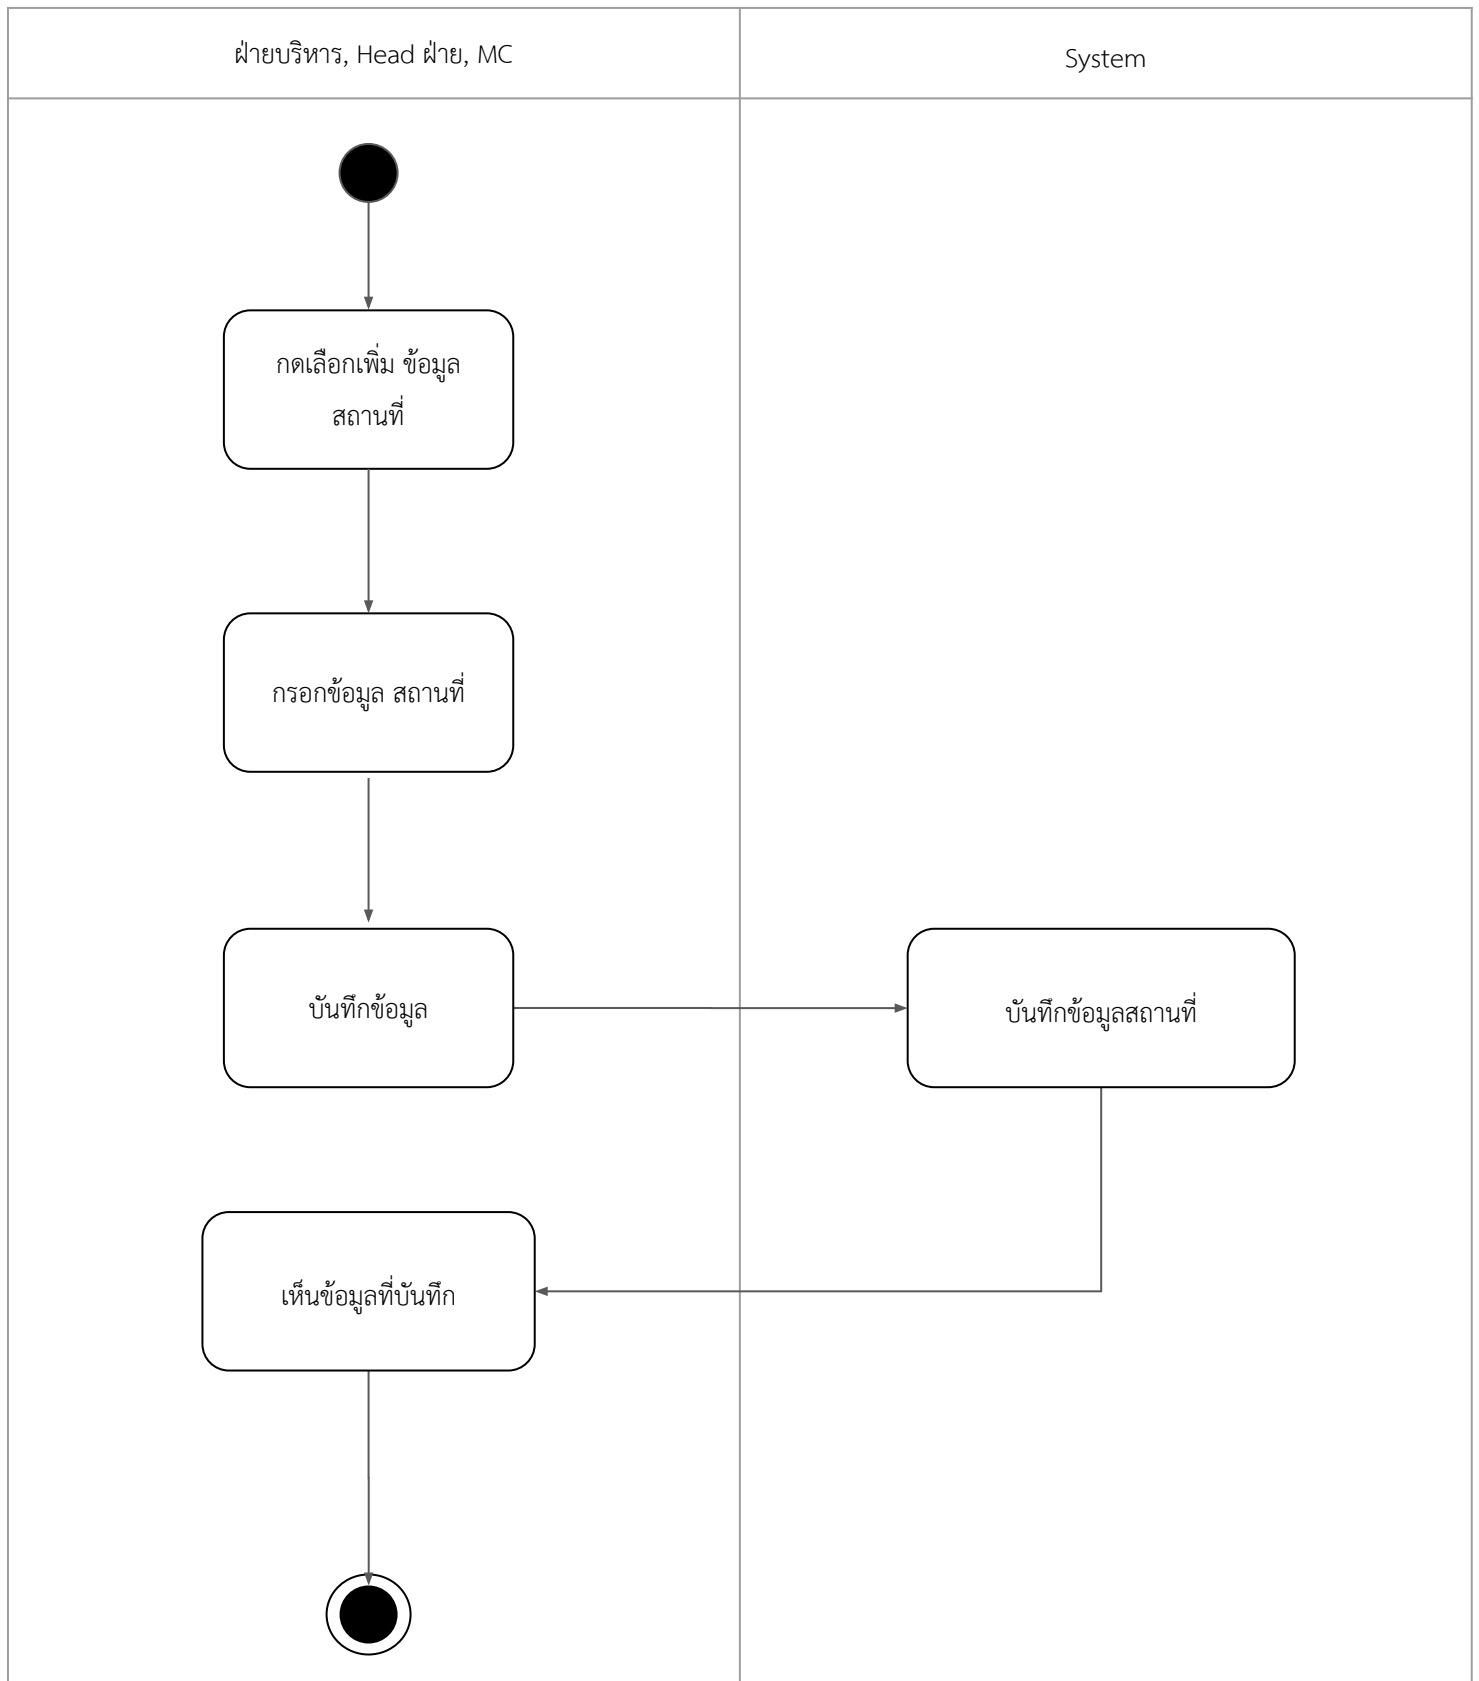 ฝ่ายบริหาร, Head ฝ่าย, MC
System
กดเลือกเพิ่ม ข้อมูล
สถานที่
กรอกข้อมูล สถานที่
บันทึกข้อมูล
บันทึกข้อมูลสถานที่
เห็นข้อมูลที่บันทึก